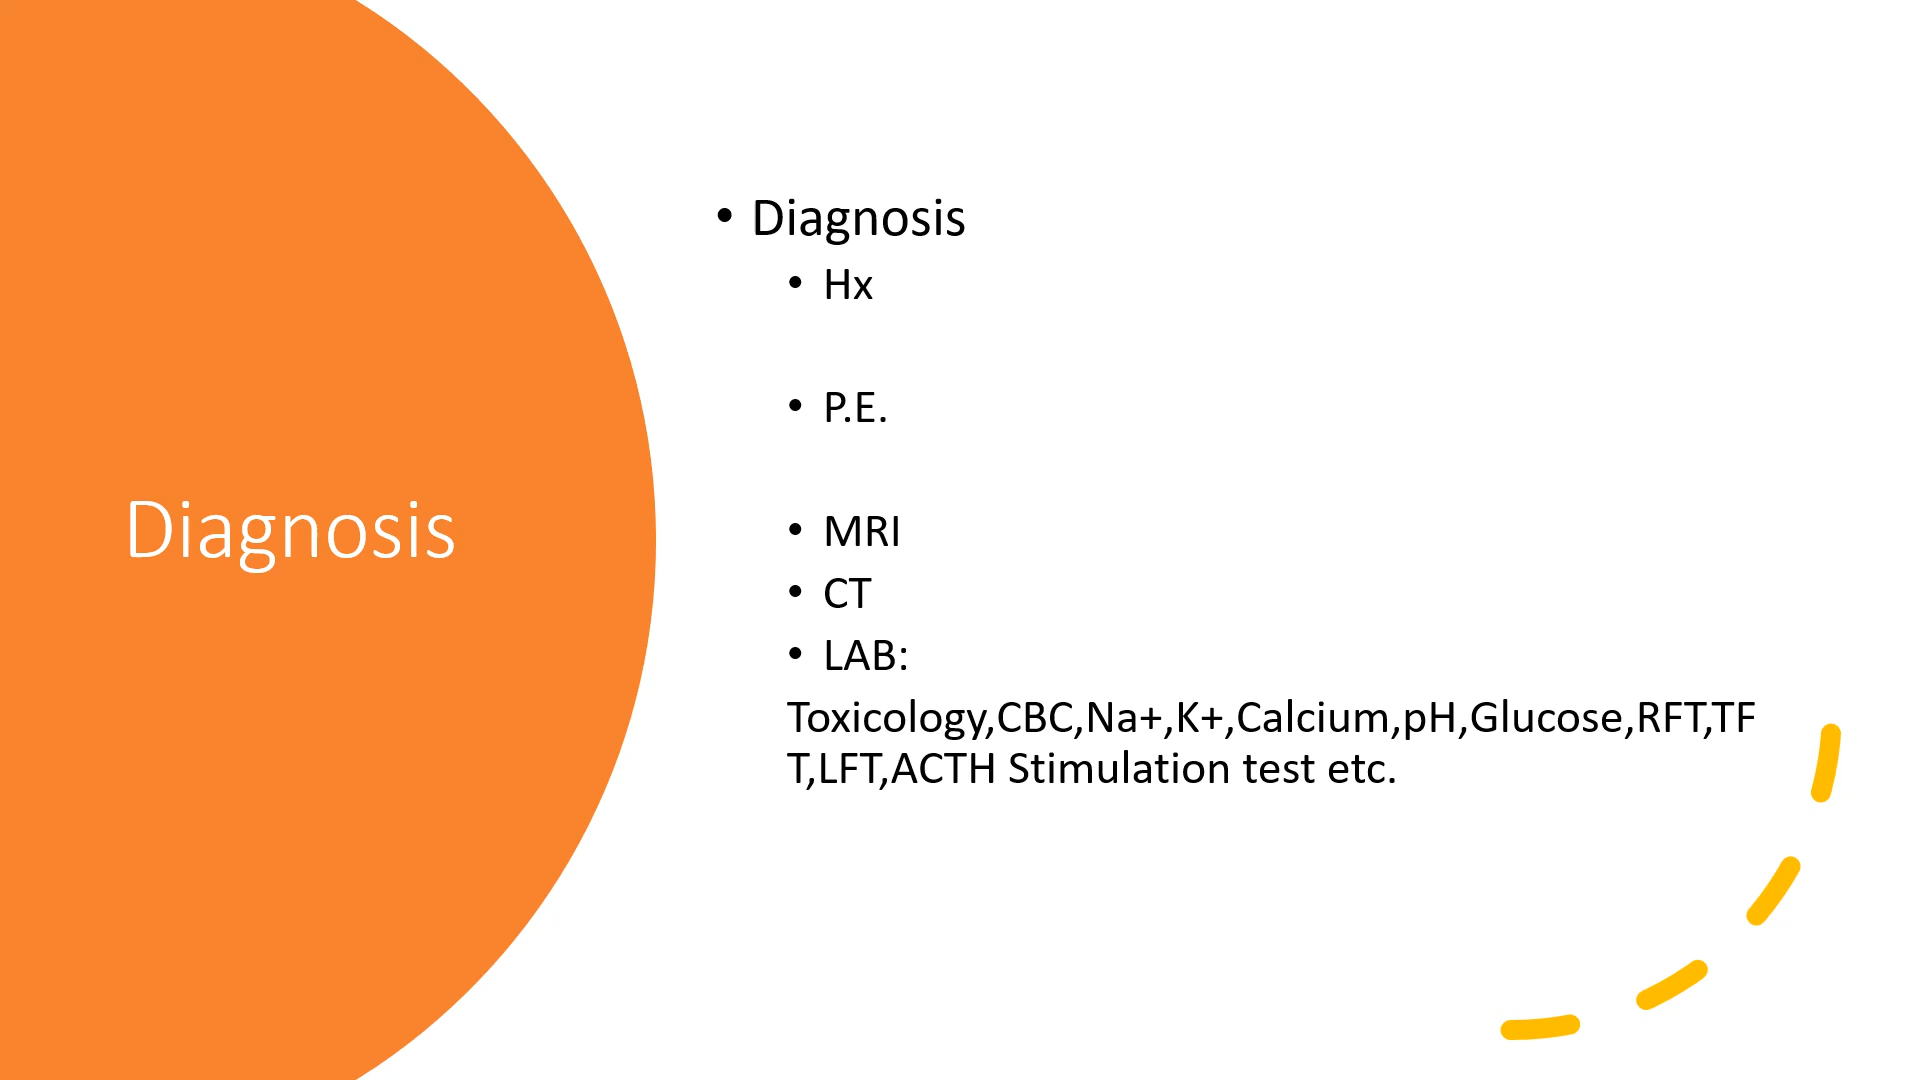 Diagnosis
• Diagnosis
• Hx
• P.E.
• MRI
• CT
• LAB:
Toxicology,CBC,Na+,K+,Calcium,pH,Glucose,RFT,TF
T,LFT,ACTH Stimulation test etc.